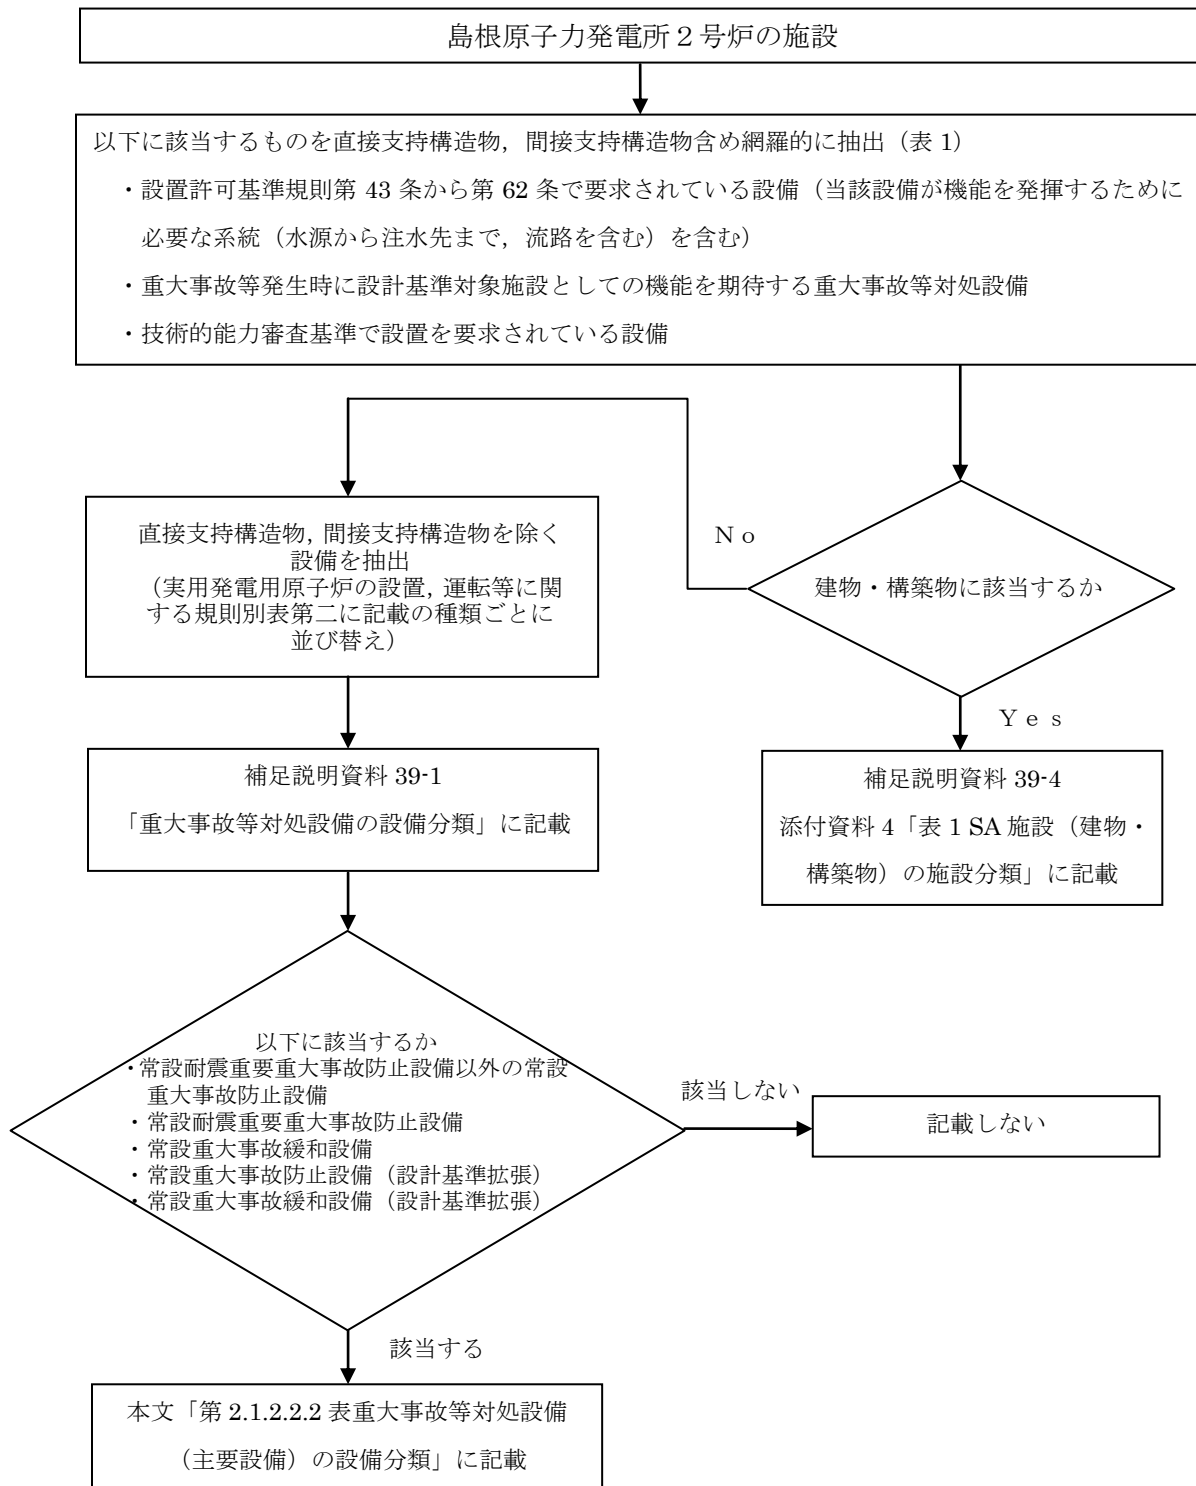 島根原子力発電所２号炉の施設
以下に該当するものを直接支持構造物，間接支持構造物含め網羅的に抽出（表 1）
・設置許可基準規則第 43 条から第 62 条で要求されている設備（当該設備が機能を発揮するために
必要な系統（水源から注水先まで，流路を含む）を含む）
・重大事故等発生時に設計基準対象施設としての機能を期待する重大事故等対処設備
・技術的能力審査基準で設置を要求されている設備
建物・構築物に該当するか
Ｎｏ
Ｙｅｓ
直接支持構造物，間接支持構造物を除く
設備を抽出
（実用発電用原子炉の設置，運転等に関
する規則別表第二に記載の種類ごとに
並び替え）
補足説明資料 39-1
「重大事故等対処設備の設備分類」に記載
補足説明資料 39-4
添付資料 4「表 1 SA 施設（建物・
構築物）の施設分類」に記載
以下に該当するか
・常設耐震重要重大事故防止設備以外の常設
重大事故防止設備
・常設耐震重要重大事故防止設備
・常設重大事故緩和設備
・常設重大事故防止設備（設計基準拡張）
・常設重大事故緩和設備（設計基準拡張）
該当しない
記載しない
該当する
本文「第 2.1.2.2.2 表重大事故等対処設備
（主要設備）の設備分類」に記載